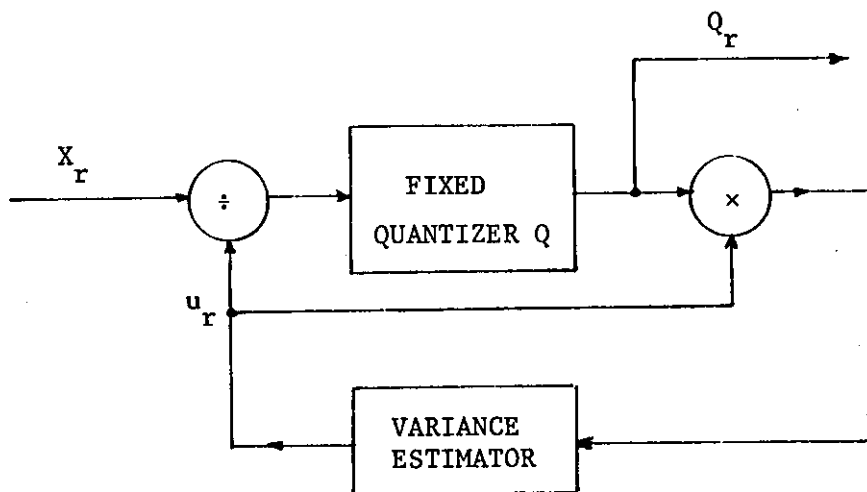 Q_r
X_r
÷
FIXED
QUANTIZER Q
×
u_r
VARIANCE
ESTIMATOR